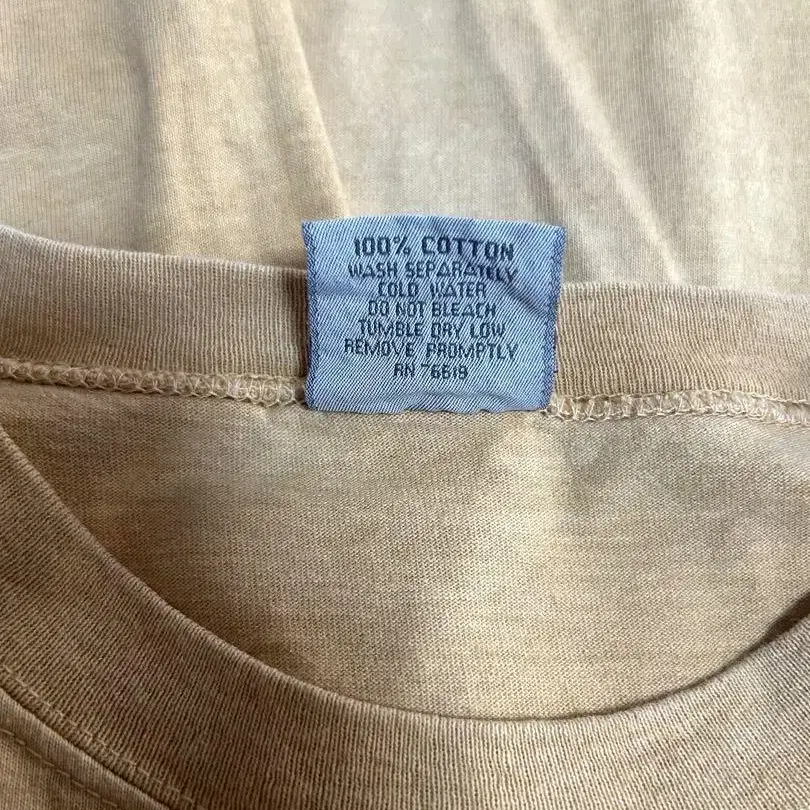 100% COTTON
WASH SEPARATELY
COLD WATER
DO NOT BLEACH
TUMBLE DRY LOW
REMOVE PROMPTLY
RN 76619